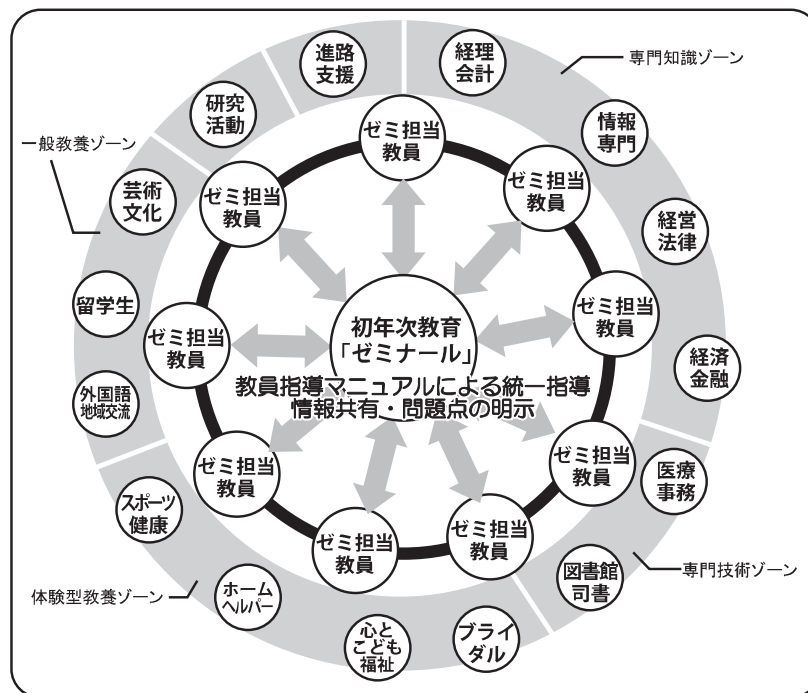 進路
支援
経理
会計
専門知識ゾーン
研究
活動
情報
専門
ゼミ担当
教員
一般教養ゾーン
ゼミ担当
教員
ゼミ担当
教員
芸術
文化
経営
法律
留学生
ゼミ担当
教員
ゼミ担当
教員
初年次教育
「ゼミナール」
教員指導マニュアルによる統一指導
情報共有・問題点の明示
経済
金融
外国語
地域交流
ゼミ担当
教員
ゼミ担当
教員
医療
事務
スポーツ
健康
ゼミ担当
教員
ゼミ担当
教員
図書館
司書
専門技術ゾーン
体験型教養ゾーン
ホーム
ヘルパー
心と
こども
福祉
ブライ
ダル